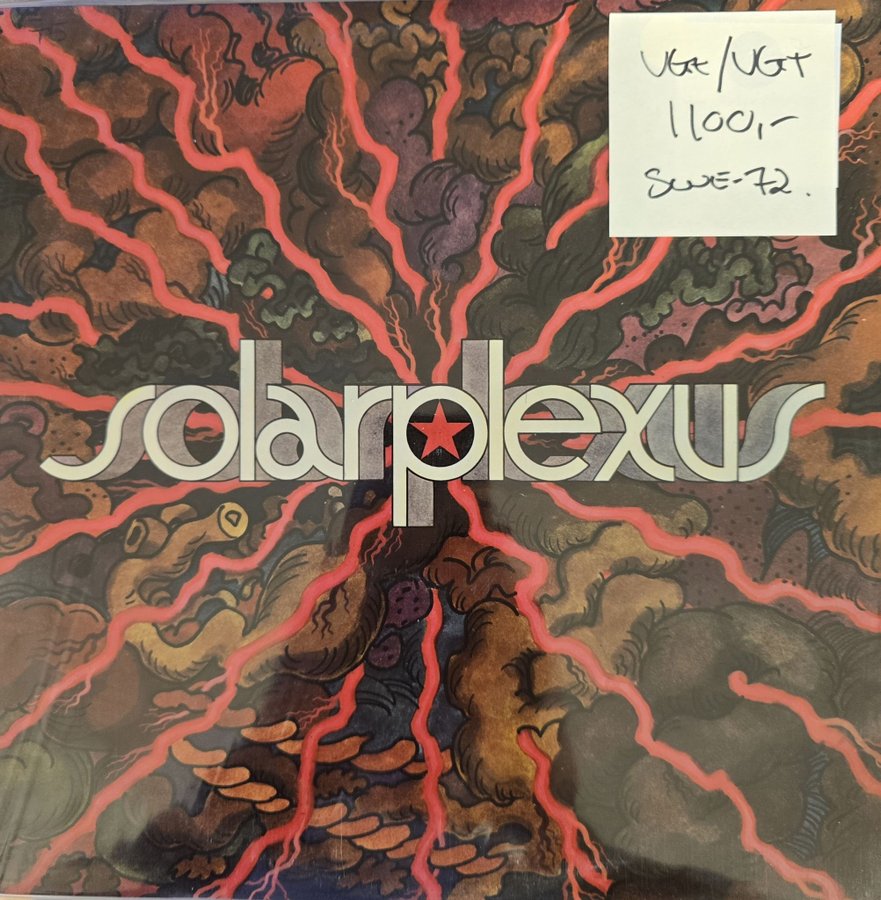 VG+/VG+
1100,-
SWE-72.
solarplexus